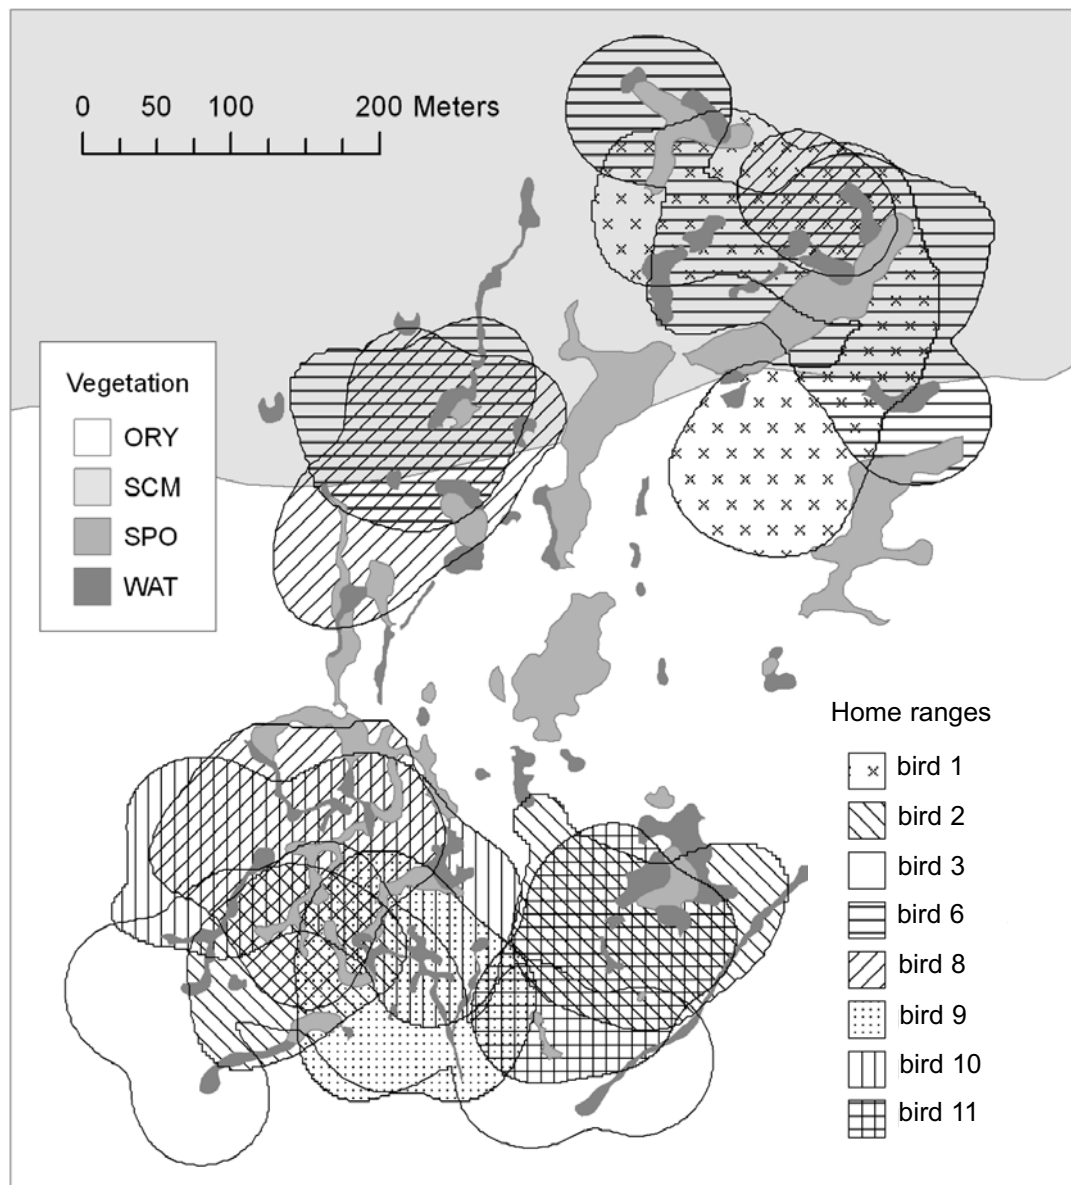 0 50 100 200 Meters
Vegetation
ORY
SCM
SPO
WAT
Home ranges
bird 1
bird 2
bird 3
bird 6
bird 8
bird 9
bird 10
bird 11